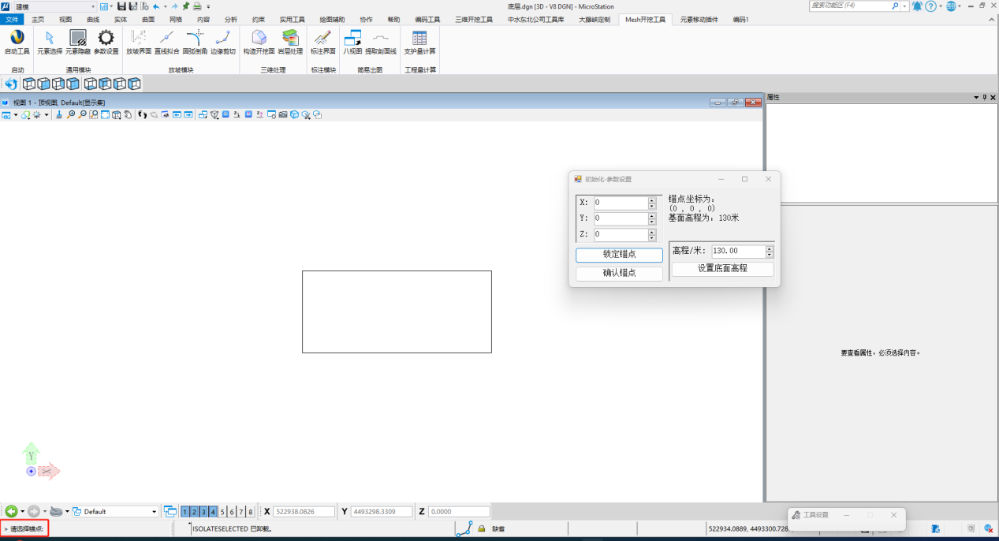 建模
底层.dgn [3D - V8 DGN] - MicroStation
搜索功能区(F4)
文件 主页 视图 曲线 实体 曲面 网格 内容 分析 约束 实用工具 绘图辅助 协作 帮助 编码工具 三维开挖工具 中水东北公司工具库 大藤峡定制 Mesh开挖工具 元素移动插件 编码1
启动工具 元素选择 元素隐藏 参数设置 放坡界面 直线拟合 圆弧倒角 边缘剪切 构造开挖面 岩层处理 标注界面 八视图 提取剖面线 支护量计算
启动 通用模块 放坡模块 三维处理 标注模块 简易出图 工程量计算
视图 1 - 顶视图, Default[显示集]
属性
初始化-参数设置
X: 0
Y: 0
Z: 0
锚点坐标为:
(0 , 0 , 0)
基面高程为: 130米
锁定锚点
确认锚点
高程/米: 130.00
设置底面高程
要查看属性，必须选择内容。
Y
X
工具设置
Default
1 2 3 4 5 6 7 8
X 522938.0826 Y 4493298.3309 Z 0.0000
> 请选择锚点:
ISOLATESELECTED 已卸载。
缺省
522934.0889, 4493300.728